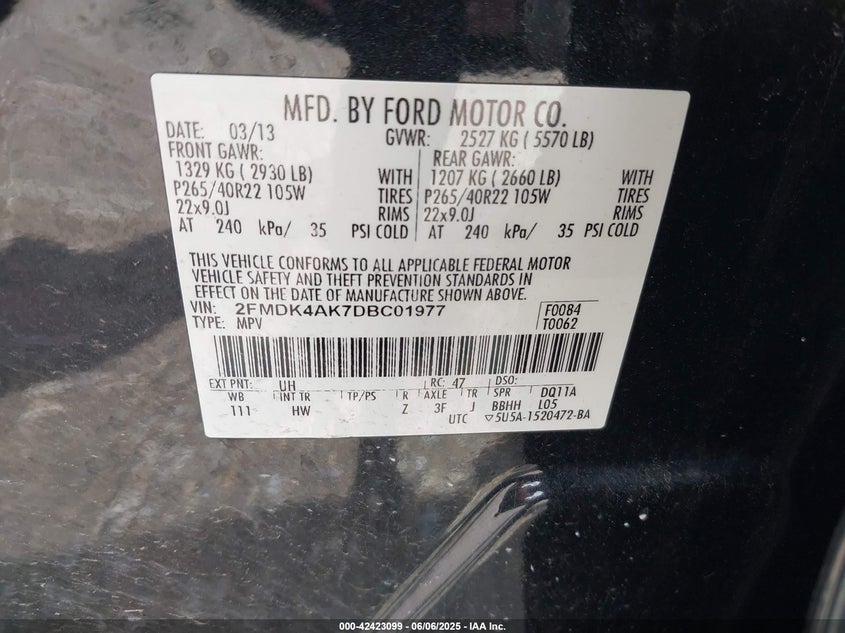 MFD. BY FORD MOTOR CO.
DATE: 03/13 GVWR: 2527 KG ( 5570 LB)
FRONT GAWR: REAR GAWR:
1329 KG ( 2930 LB) WITH 1207 KG ( 2660 LB) WITH
P265/40R22 105W TIRES P265/40R22 105W TIRES
22x9.0J RIMS 22x9.0J RIMS
AT 240 kPa/ 35 PSI COLD AT 240 kPa/ 35 PSI COLD
THIS VEHICLE CONFORMS TO ALL APPLICABLE FEDERAL MOTOR
VEHICLE SAFETY AND THEFT PREVENTION STANDARDS IN
EFFECT ON THE DATE OF MANUFACTURE SHOWN ABOVE.
VIN: 2FMDK4AK7DBC01977 F0084
TYPE: MPV T0062
EXT PNT: UH RC: 47 DSO:
WB INT TR TP/PS R AXLE TR SPR DQ11A
111 HW Z 3F J BBHH L05
UTC ▽5U5A-1520472-BA
000-42423099 - 06/06/2025 - IAA Inc.